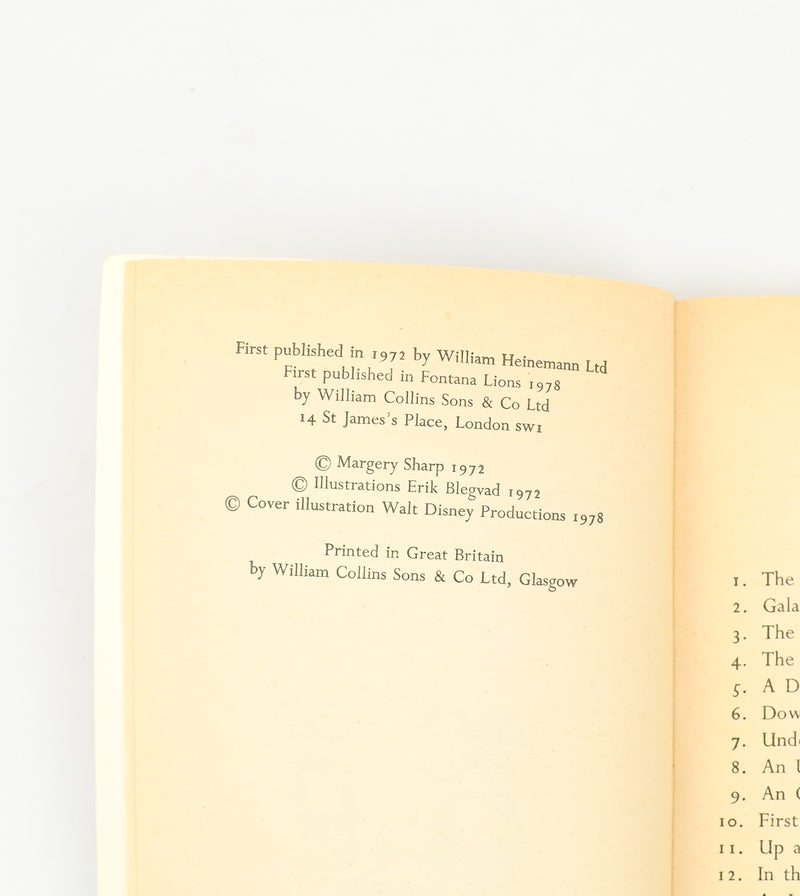 First published in 1972 by William Heinemann Ltd
First published in Fontana Lions 1978
by William Collins Sons & Co Ltd
14 St James's Place, London SW1
© Margery Sharp 1972
© Illustrations Erik Blegvad 1972
© Cover illustration Walt Disney Productions 1978
Printed in Great Britain
by William Collins Sons & Co Ltd, Glasgow
1. The
2. Gala
3. The
4. The
5. A D
6. Dow
7. Und
8. An
9. An
10. First
11. Up a
12. In th